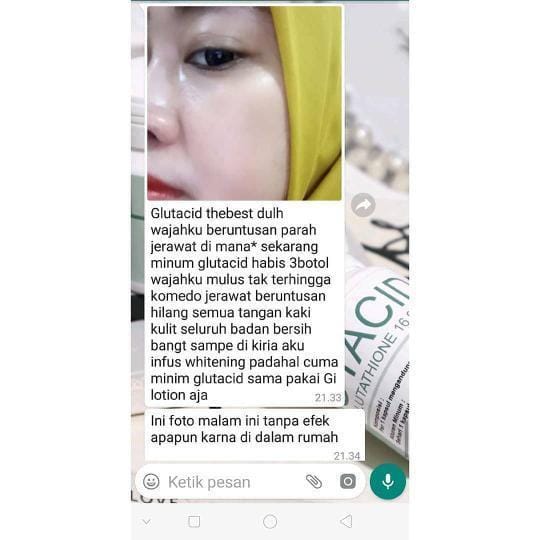 Glutacid thebest dulh
wajahku beruntusan parah
jerawat di mana* sekarang
minum glutacid habis 3botol
wajahku mulus tak terhingga
komedo jerawat beruntusan
hilang semua tangan kaki
kulit seluruh badan bersih
bangt sampe di kiria aku
infus whitening padahal cuma
minim glutacid sama pakai Gi
lotion aja
21.33
Ini foto malam ini tanpa efek
apapun karna di dalam rumah
21.34
Ketik pesan
TACID
UTATHIONE 16
LOVE